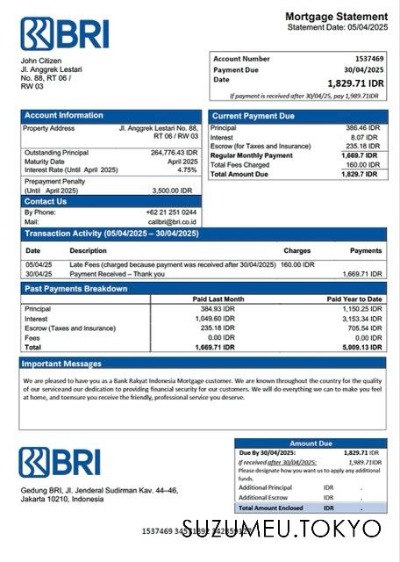 BRI
Mortgage Statement
Statement Date: 05/04/2025
John Citizen
Jl. Anggrek Lestari
No. 88, RT 06 /
RW 03
Account Number 1537469
Payment Due Date 30/04/2025
1,829.71 IDR
If payment is received after 30/04/25, pay 1,989.71IDR
Account Information
Property Address Jl. Anggrek Lestari No. 88,
RT 06 / RW 03
Outstanding Principal 264,776.43 IDR
Maturity Date April 2025
Interest Rate (Until April 2025) 4.75%
Prepayment Penalty
(Until April 2025) 3,500.00 IDR
Contact Us
By Phone: +62 21 251 0244
Mail: callbri@bri.co.id
Current Payment Due
Principal 386.46 IDR
Interest 8.07 IDR
Escrow (for Taxes and Insurance) 235.18 IDR
Regular Monthly Payment 1,669.7 IDR
Total Fees Charged 160.00 IDR
Total Amount Due 1,829.7 IDR
Transaction Activity (05/04/2025 – 30/04/2025)
Date Description Charges Payments
05/04/25 Late Fees (charged because payment was received after 30/04/2025) 160.00 IDR
30/04/25 Payment Received – Thank you 1,669.71 IDR
Past Payments Breakdown
Paid Last Month Paid Year to Date
Principal 384.93 IDR 1,150.25 IDR
Interest 1,049.60 IDR 3,153.34 IDR
Escrow (Taxes and Insurance) 235.18 IDR 705.54 IDR
Fees 0.00 IDR 0.00 IDR
Total 1,669.71 IDR 5,009.13 IDR
Important Messages
We are pleased to have you as a Bank Rakyat Indonesia Mortgage customer. We are known throughout the country for the quality
of our serviceand our dedication to providing financial security for our customers. We will do everything we can to make you feel
at home, and toensure you receive the friendly, professional service you deserve.
BRI
Gedung BRI, Jl. Jenderal Sudirman Kav. 44–46,
Jakarta 10210, Indonesia
Amount Due
Due By 30/04/2025: 1,829.71 IDR
If received after 30/04/2025: 1,989.71IDR
Please designate how you want us to apply any additional
funds.
Additional Principal IDR .
Additional Escrow IDR .
Total Amount Enclosed IDR .
1537469
SUZUMEU.TOKYO